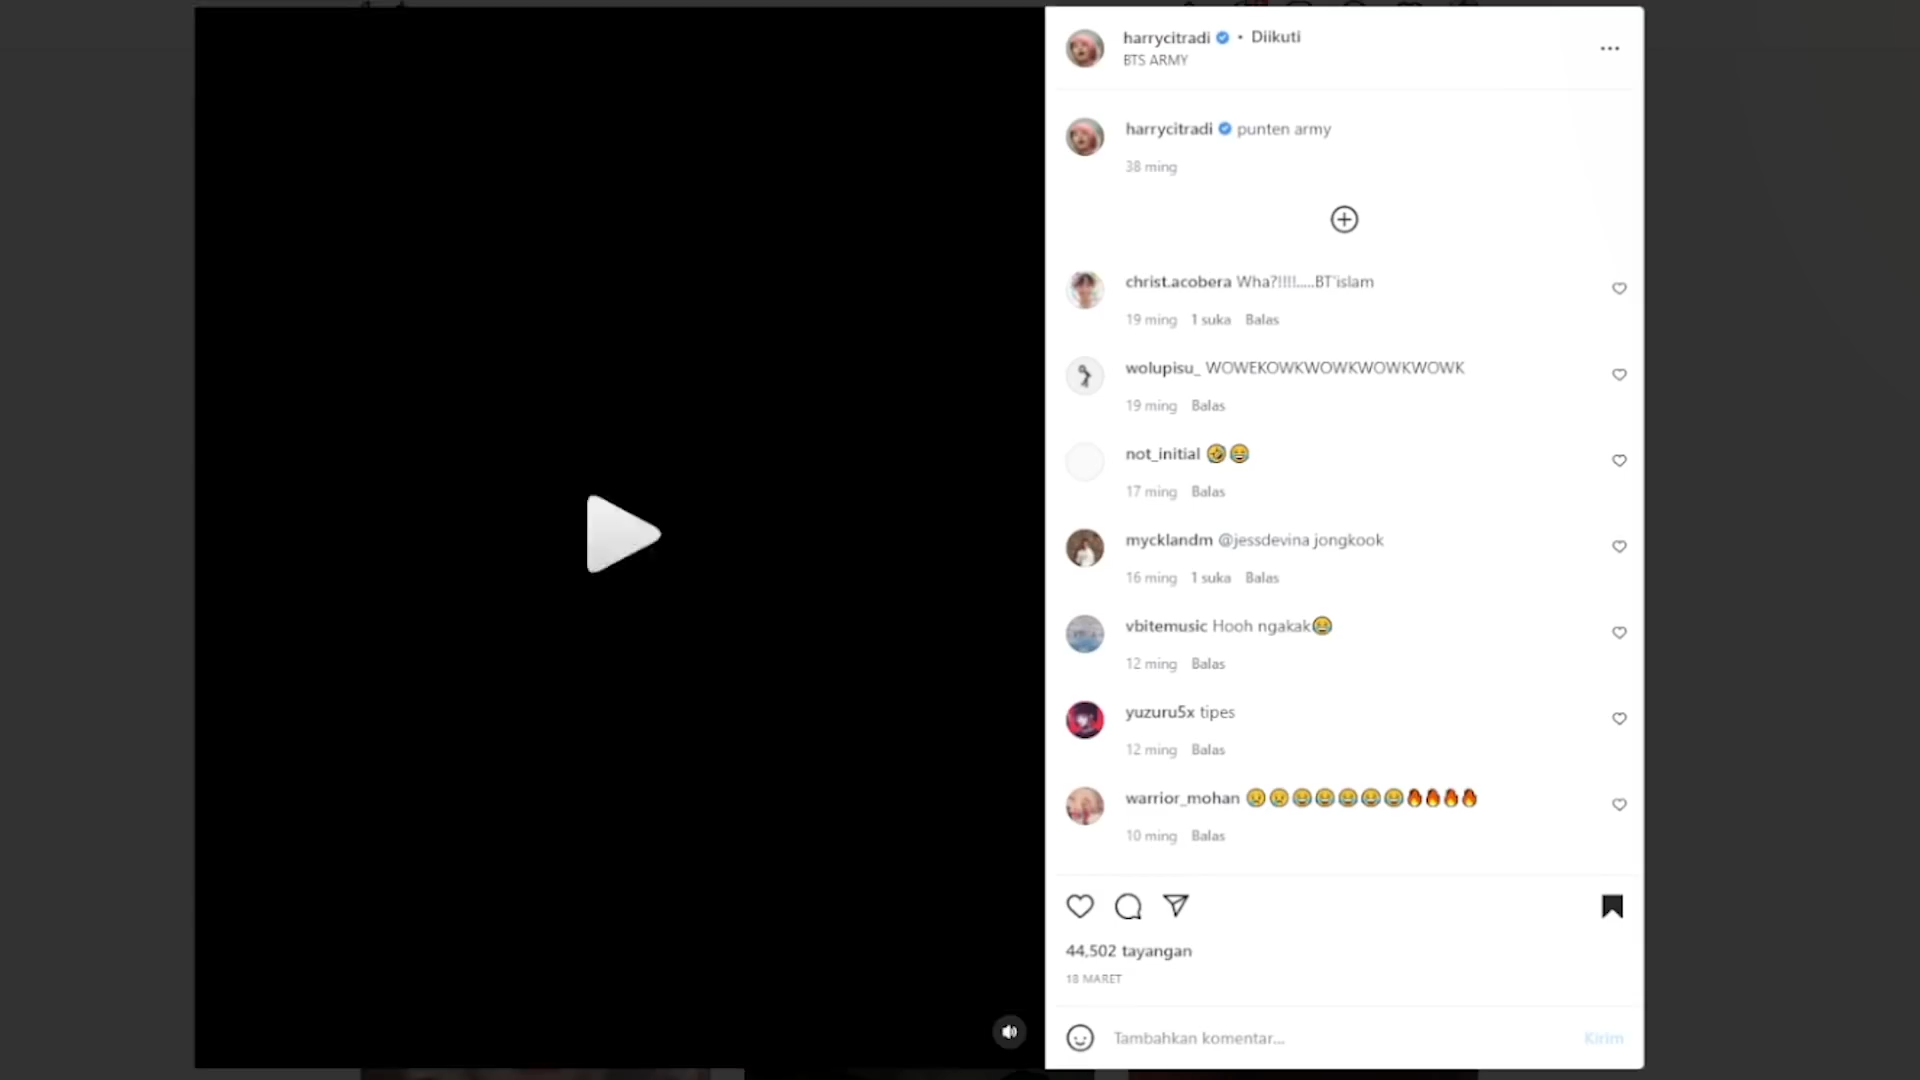 harrycitradi • Diikuti
BTS ARMY
harrycitradi punten army
38 ming
christ.acobera Wha?!!!!.....BT'islam
19 ming 1 suka Balas
wolupisu_ WOWEKOWKWOWKWOWKWOWK
19 ming Balas
not_initial 🤣😂
17 ming Balas
mycklandm @jessdevina jongkook
16 ming 1 suka Balas
vbitemusic Hooh ngakak😂
12 ming Balas
yuzuru5x tipes
12 ming Balas
warrior_mohan 😢😢😂😂😂😂😂🔥🔥🔥🔥
10 ming Balas
44,502 tayangan
18 MARET
Tambahkan komentar... Kirim